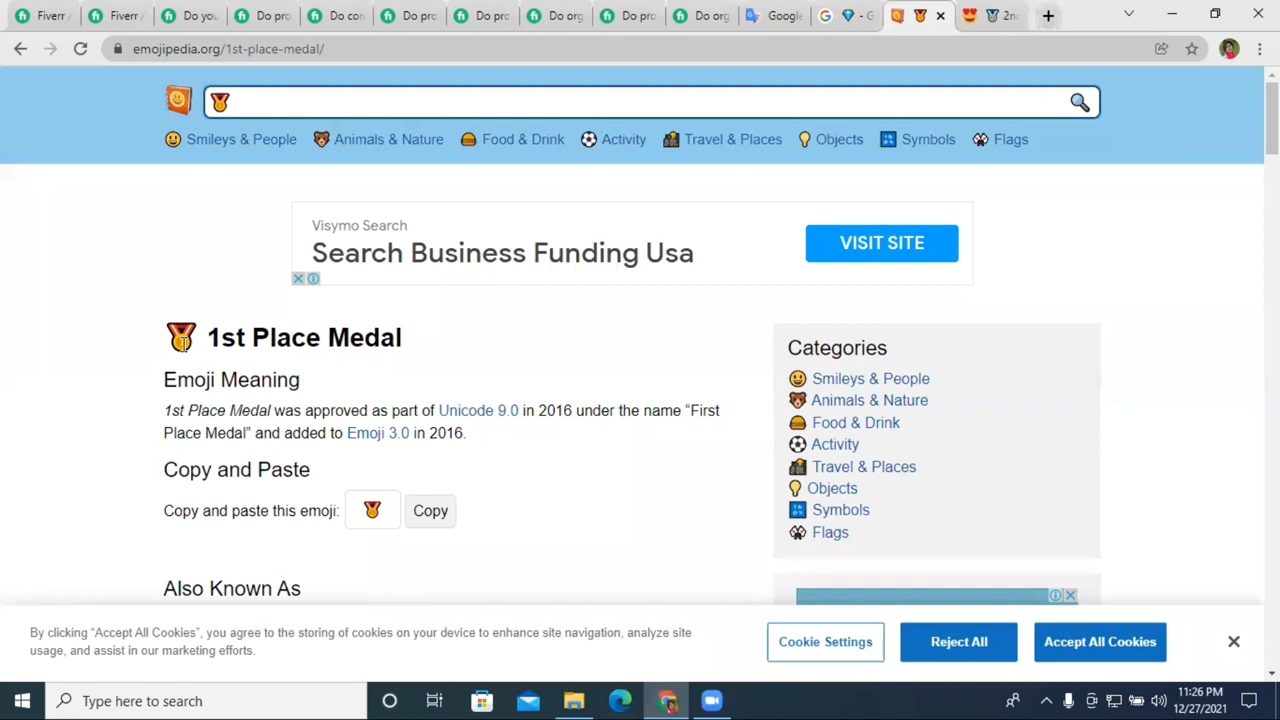 Fiverr /
Fiverr /
Do you
Do pro
Do cor
Do pro
Do pro
Do org
Do pro
Do org
Google
- G
2nd
emojipedia.org/1st-place-medal/
Smileys & People
Animals & Nature
Food & Drink
Activity
Travel & Places
Objects
Symbols
Flags
Visymo Search
Search Business Funding Usa
VISIT SITE
1st Place Medal
Emoji Meaning
1st Place Medal was approved as part of Unicode 9.0 in 2016 under the name “First
Place Medal” and added to Emoji 3.0 in 2016.
Copy and Paste
Copy and paste this emoji:
Copy
Also Known As
Categories
Smileys & People
Animals & Nature
Food & Drink
Activity
Travel & Places
Objects
Symbols
Flags
By clicking “Accept All Cookies”, you agree to the storing of cookies on your device to enhance site navigation, analyze site
usage, and assist in our marketing efforts.
Cookie Settings
Reject All
Accept All Cookies
Type here to search
11:26 PM
12/27/2021